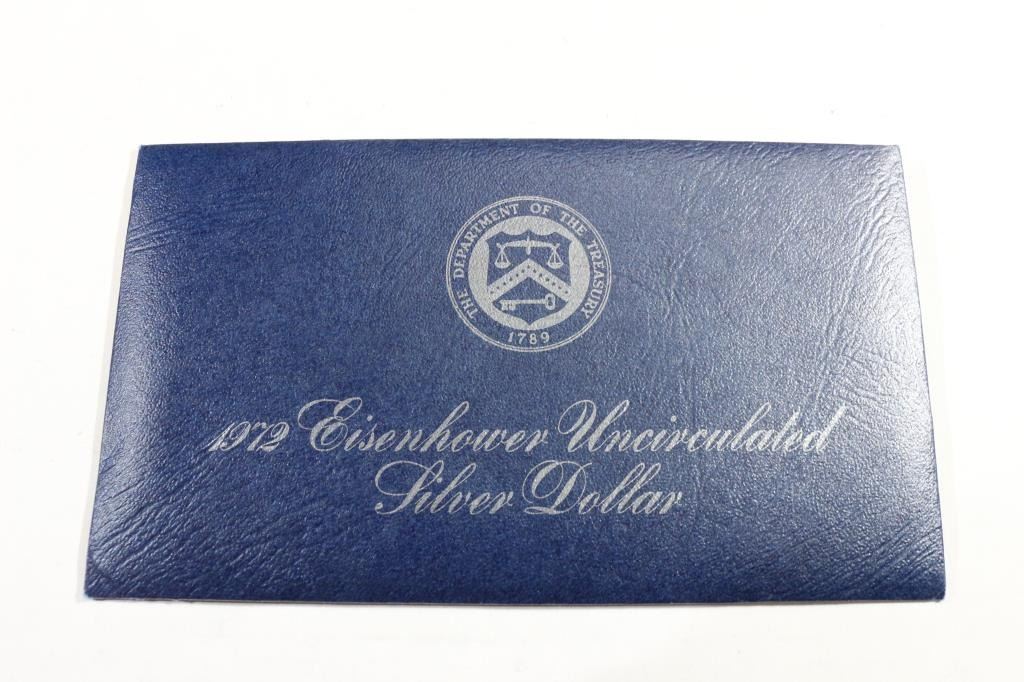 THE DEPARTMENT OF THE TREASURY
1789
1972 Eisenhower Uncirculated
Silver Dollar